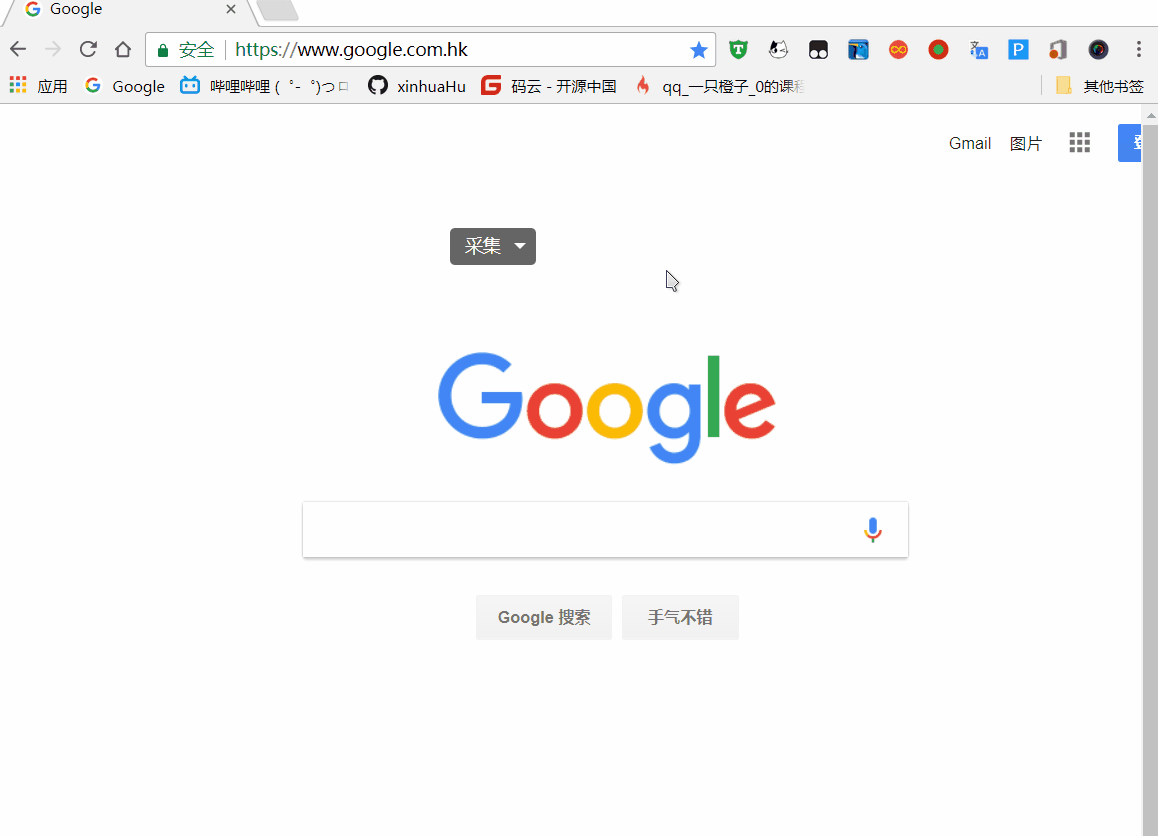 Google
安全 https://www.google.com.hk
应用 Google 哔哩哔哩 ( ゜- ゜)つロ xinhuaHu 码云 - 开源中国 qq_一只橙子_0的课程 其他书签
Gmail 图片
采集
Google
Google 搜索 手气不错